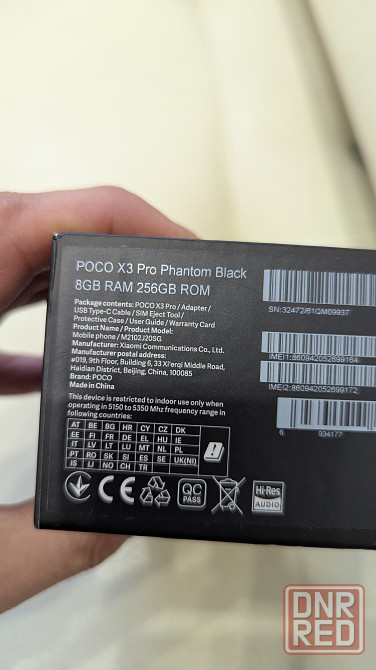 POCO X3 Pro Phantom Black
8GB RAM 256GB ROM
Package contents: POCO X3 Pro / Adapter /
USB Type-C Cable / SIM Eject Tool /
Protective Case / User Guide / Warranty Card
Product Name / Product Model:
Mobile phone / M2102J20SG
Manufacturer: Xiaomi Communications Co., Ltd.
Manufacturer postal address:
#019, 9th Floor, Building 6, 33 Xi'erqi Middle Road,
Haidian District, Beijing, China, 100085
Brand: POCO
Made in China
This device is restricted to indoor use only when
operating in 5150 to 5350 Mhz frequency range in
following countries:
AT BE BG HR CY CZ DK
EE FI FR DE EL HU IE
IT LV LT LU MT NL PL
PT RO SK SI ES SE UK(NI)
IS LI NO CH TR
SN:32472/61QM09937
IMEI1:860942052699164
IMEI2:860942052699172
6 934177
CE
QC
PASS
Hi-Res
AUDIO
DNR
RED